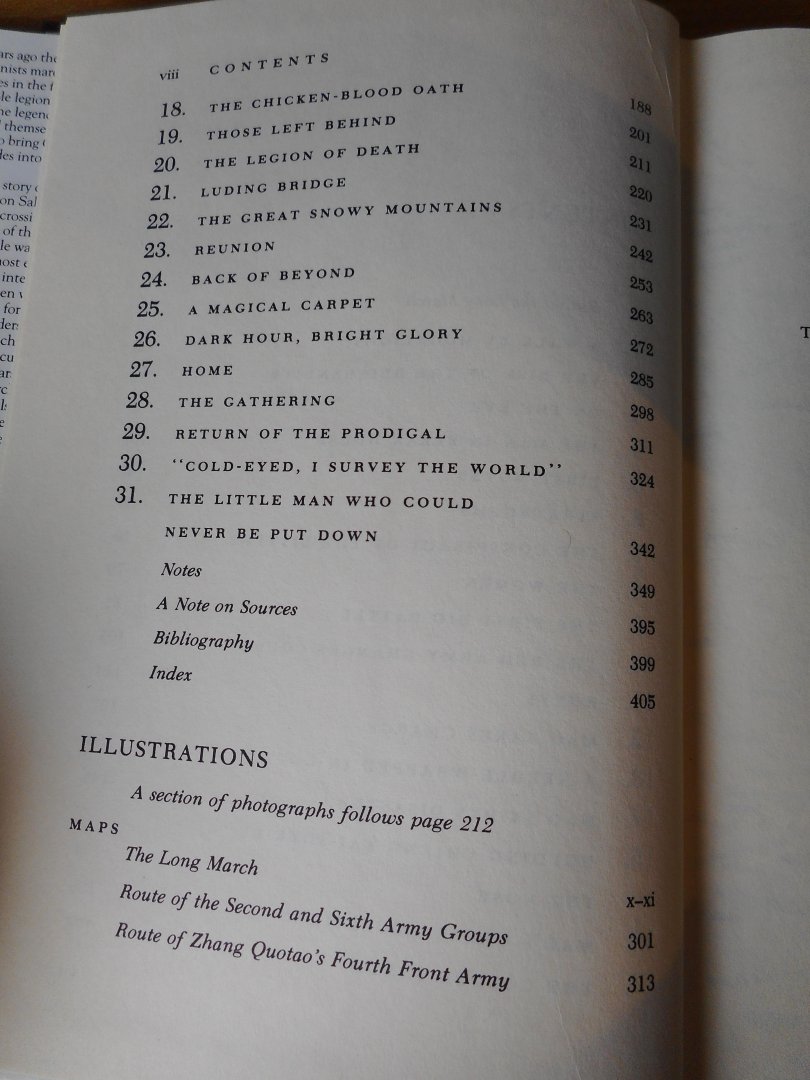 viii CONTENTS
18. THE CHICKEN-BLOOD OATH 188
19. THOSE LEFT BEHIND 201
20. THE LEGION OF DEATH 211
21. LUDING BRIDGE 220
22. THE GREAT SNOWY MOUNTAINS 231
23. REUNION 242
24. BACK OF BEYOND 253
25. A MAGICAL CARPET 263
26. DARK HOUR, BRIGHT GLORY 272
27. HOME 285
28. THE GATHERING 298
29. RETURN OF THE PRODIGAL 311
30. "COLD-EYED, I SURVEY THE WORLD" 324
31. THE LITTLE MAN WHO COULD
NEVER BE PUT DOWN 342
Notes 349
A Note on Sources 395
Bibliography 399
Index 405
ILLUSTRATIONS
A section of photographs follows page 212
MAPS
The Long March x–xi
Route of the Second and Sixth Army Groups 301
Route of Zhang Quotao's Fourth Front Army 313